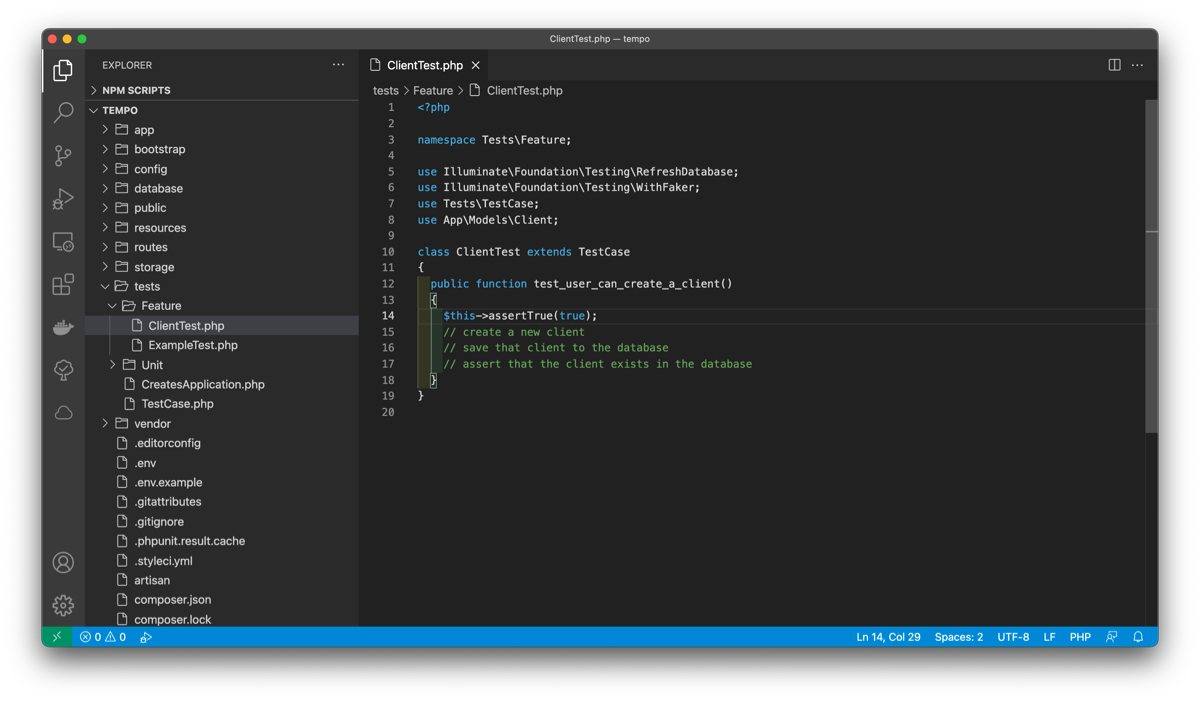 ClientTest.php — tempo
EXPLORER
NPM SCRIPTS
TEMPO
app
bootstrap
config
database
public
resources
routes
storage
tests
Feature
ClientTest.php
ExampleTest.php
Unit
CreatesApplication.php
TestCase.php
vendor
.editorconfig
.env
.env.example
.gitattributes
.gitignore
.phpunit.result.cache
.styleci.yml
artisan
composer.json
composer.lock
ClientTest.php
tests > Feature > ClientTest.php
1 <?php
2
3 namespace Tests\Feature;
4
5 use Illuminate\Foundation\Testing\RefreshDatabase;
6 use Illuminate\Foundation\Testing\WithFaker;
7 use Tests\TestCase;
8 use App\Models\Client;
9
10 class ClientTest extends TestCase
11 {
12 public function test_user_can_create_a_client()
13 {
14 $this->assertTrue(true);
15 // create a new client
16 // save that client to the database
17 // assert that the client exists in the database
18 }
19 }
20
0 0
Ln 14, Col 29 Spaces: 2 UTF-8 LF PHP